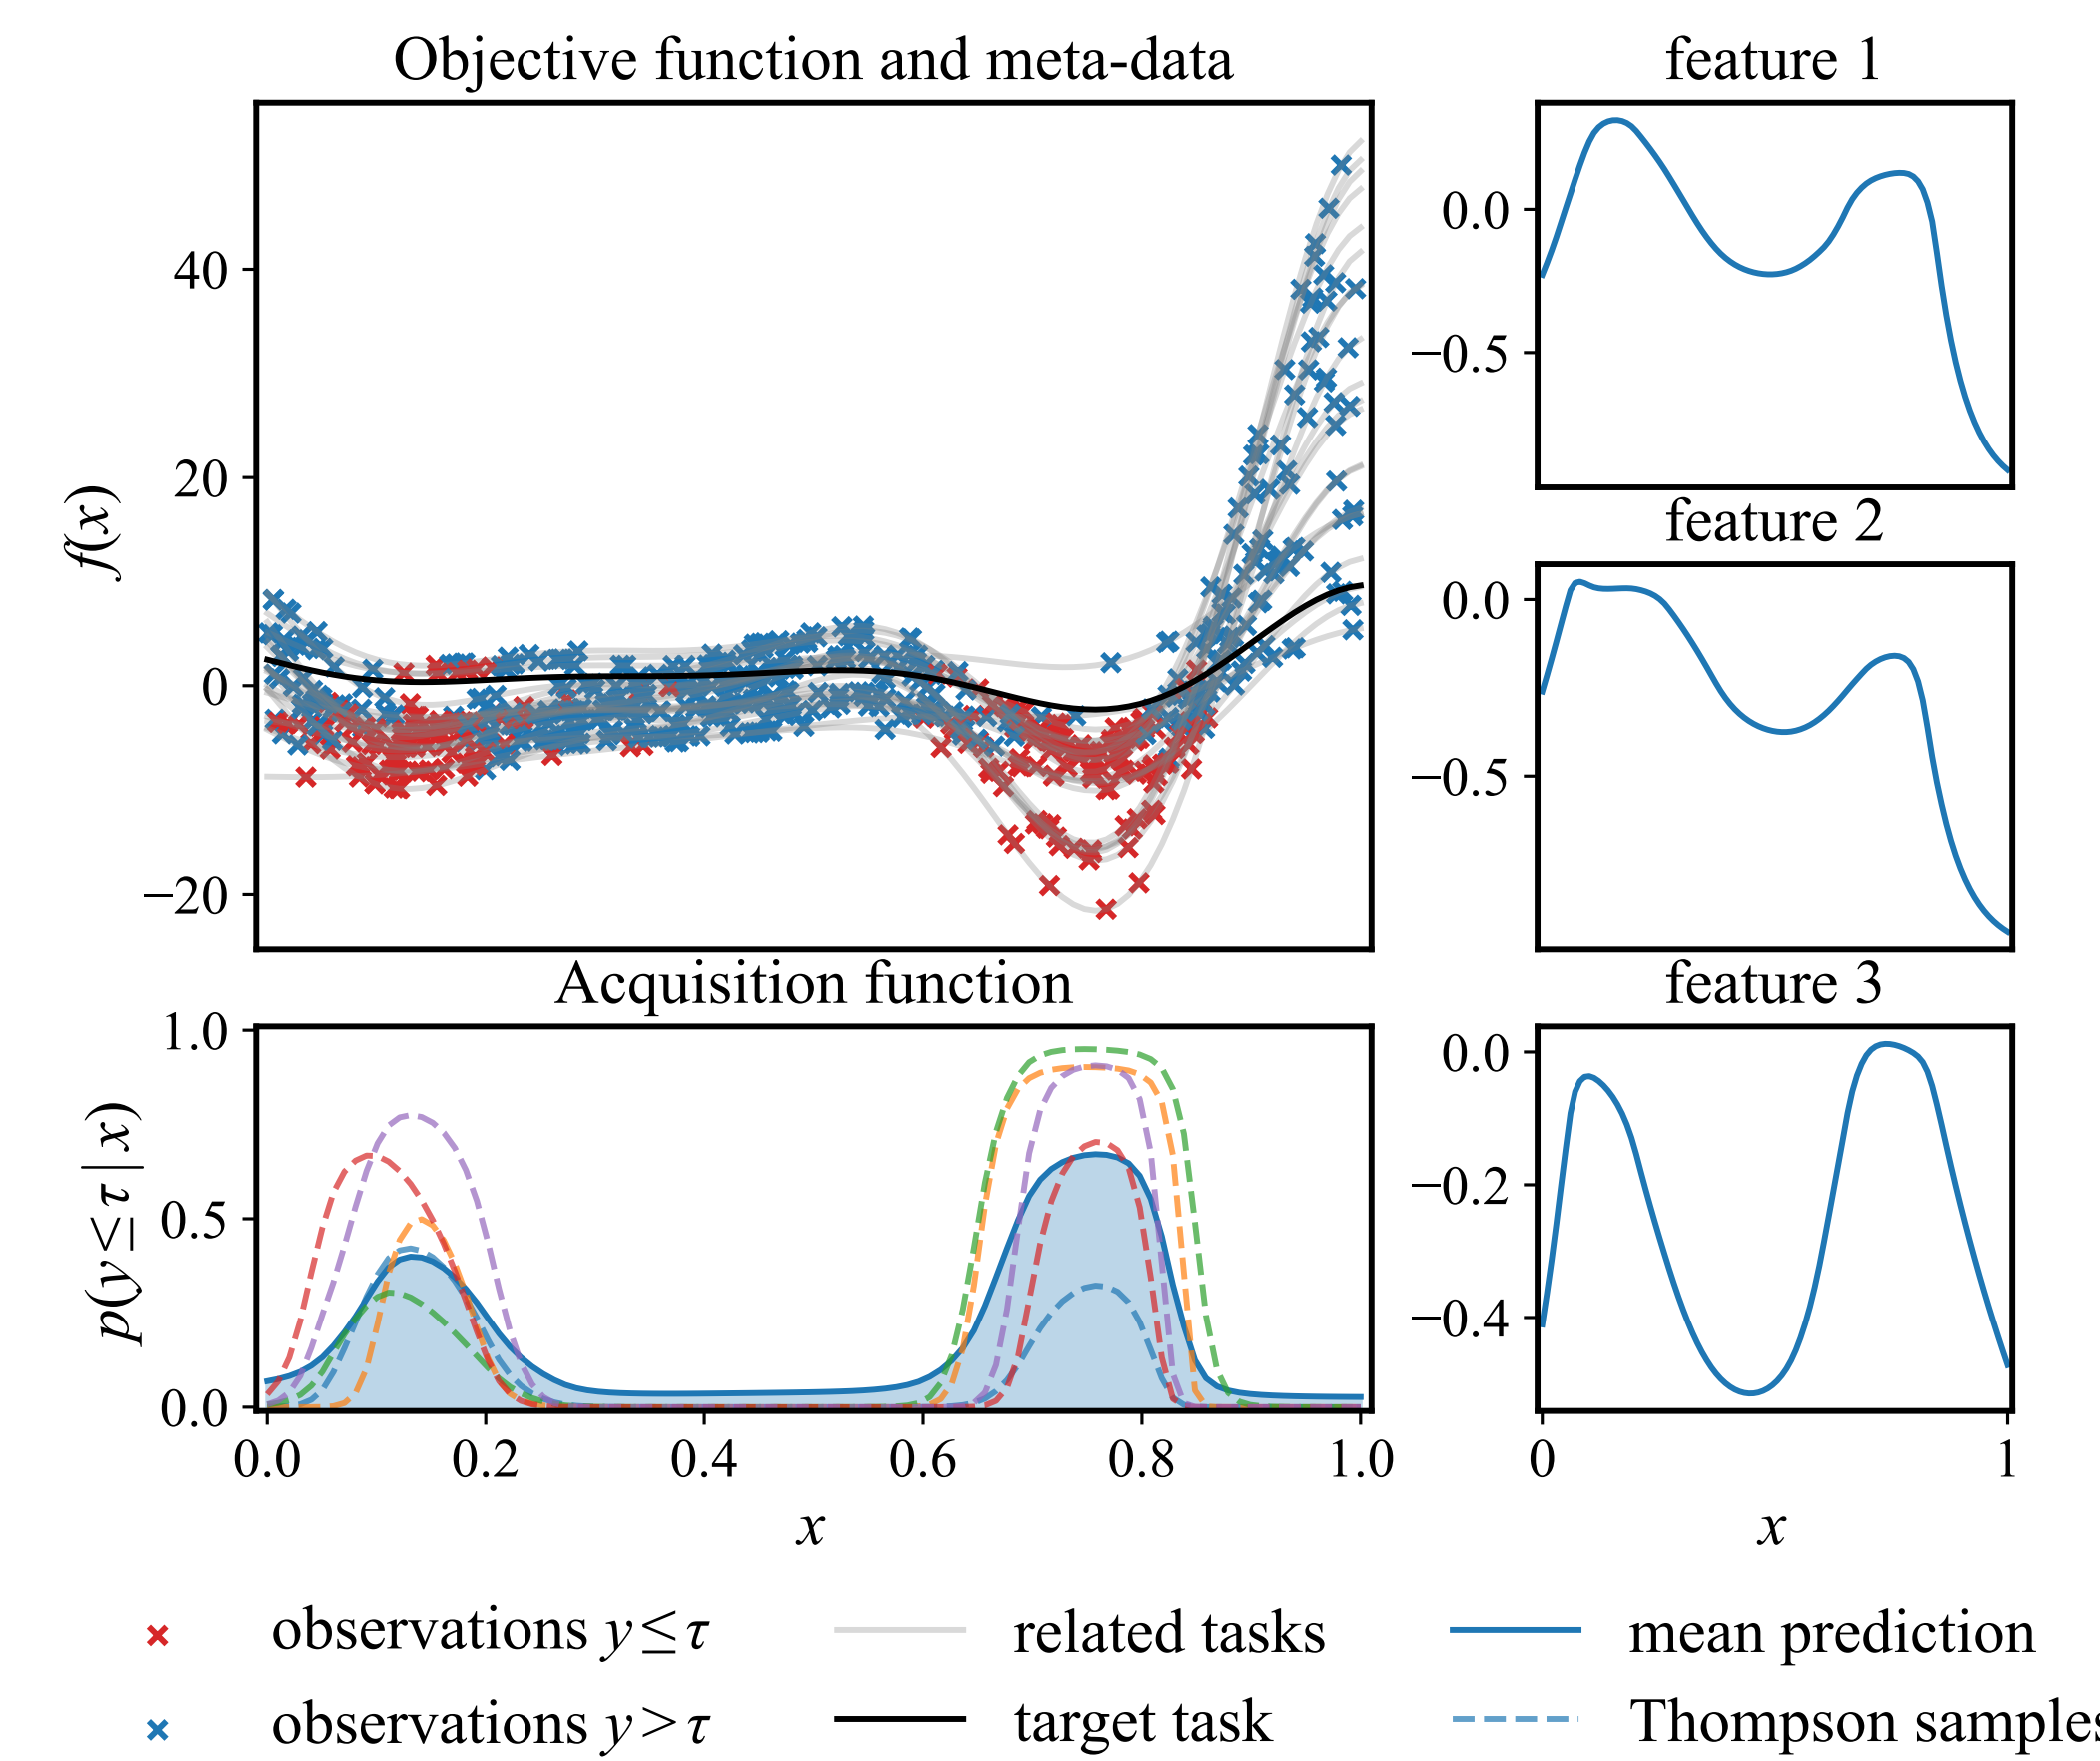 Objective function and meta-data
40
20
0
−20
f(x)
feature 1
0.0
−0.5
feature 2
0.0
−0.5
Acquisition function
1.0
0.5
0.0
p(y≤τ|x)
0.0 0.2 0.4 0.6 0.8 1.0
x
feature 3
0.0
−0.2
−0.4
0 1
x
observations y≤τ
observations y>τ
related tasks
target task
mean prediction
Thompson samples